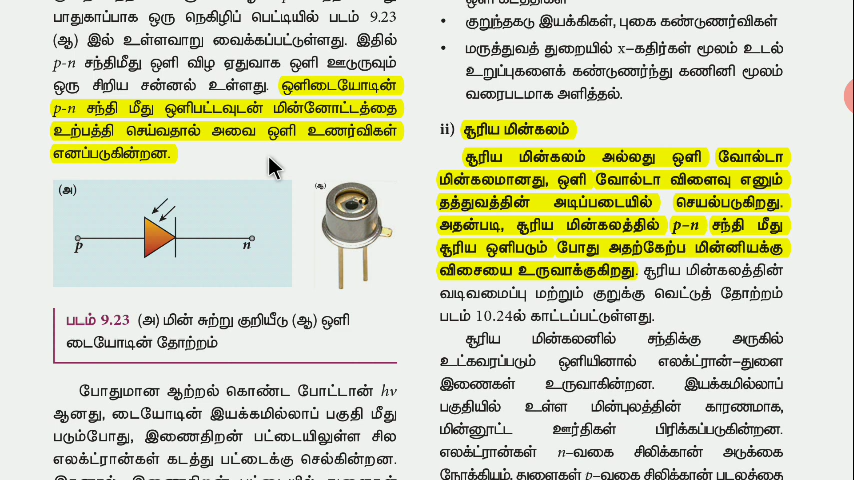 பாதுகாப்பாக ஒரு நெகிழிப் பெட்டியில் படம் 9.23
(ஆ) இல் உள்ளவாறு வைக்கப்பட்டுள்ளது. இதில்
p-n சந்திமீது ஒளி விழ ஏதுவாக ஒளி ஊடுருவும்
ஒரு சிறிய சன்னல் உள்ளது. ஒளிடையோடின்
p-n சந்தி மீது ஒளிபட்டவுடன் மின்னோட்டத்தை
உற்பத்தி செய்வதால் அவை ஒளி உணர்விகள்
எனப்படுகின்றன.
(அ)
(ஆ)
p
n
படம் 9.23 (அ) மின் சுற்று குறியீடு (ஆ) ஒளி
டையோடின் தோற்றம்
போதுமான ஆற்றல் கொண்ட போட்டான் hν
ஆனது, டையோடின் இயக்கமில்லாப் பகுதி மீது
படும்போது, இணைதிறன் பட்டையிலுள்ள சில
எலக்ட்ரான்கள் கடத்து பட்டைக்கு செல்கின்றன.
• குறுந்தகடு இயக்கிகள், புகை கண்டுணர்விகள்
• மருத்துவத் துறையில் x–கதிர்கள் மூலம் உடல்
உறுப்புகளைக் கண்டுணர்ந்து கணினி மூலம்
வரைபடமாக அளித்தல்.
ii) சூரிய மின்கலம்
சூரிய மின்கலம் அல்லது ஒளி வோல்டா
மின்கலமானது, ஒளி வோல்டா விளைவு எனும்
தத்துவத்தின் அடிப்படையில் செயல்படுகிறது.
அதன்படி, சூரிய மின்கலத்தில் p–n சந்தி மீது
சூரிய ஒளிபடும் போது அதற்கேற்ப மின்னியக்கு
விசையை உருவாக்குகிறது. சூரிய மின்கலத்தின்
வடிவமைப்பு மற்றும் குறுக்கு வெட்டுத் தோற்றம்
படம் 10.24ல் காட்டப்பட்டுள்ளது.
சூரிய மின்கலனில் சந்திக்கு அருகில்
உட்கவரப்படும் ஒளியினால் எலக்ட்ரான்–துளை
இணைகள் உருவாகின்றன. இயக்கமில்லாப்
பகுதியில் உள்ள மின்புலத்தின் காரணமாக,
மின்னூட்ட ஊர்திகள் பிரிக்கப்படுகின்றன.
எலக்ட்ரான்கள் n–வகை சிலிக்கான் அடுக்கை
நோக்கியும், துளைகள் p–வகை சிலிக்கான் படலத்தை